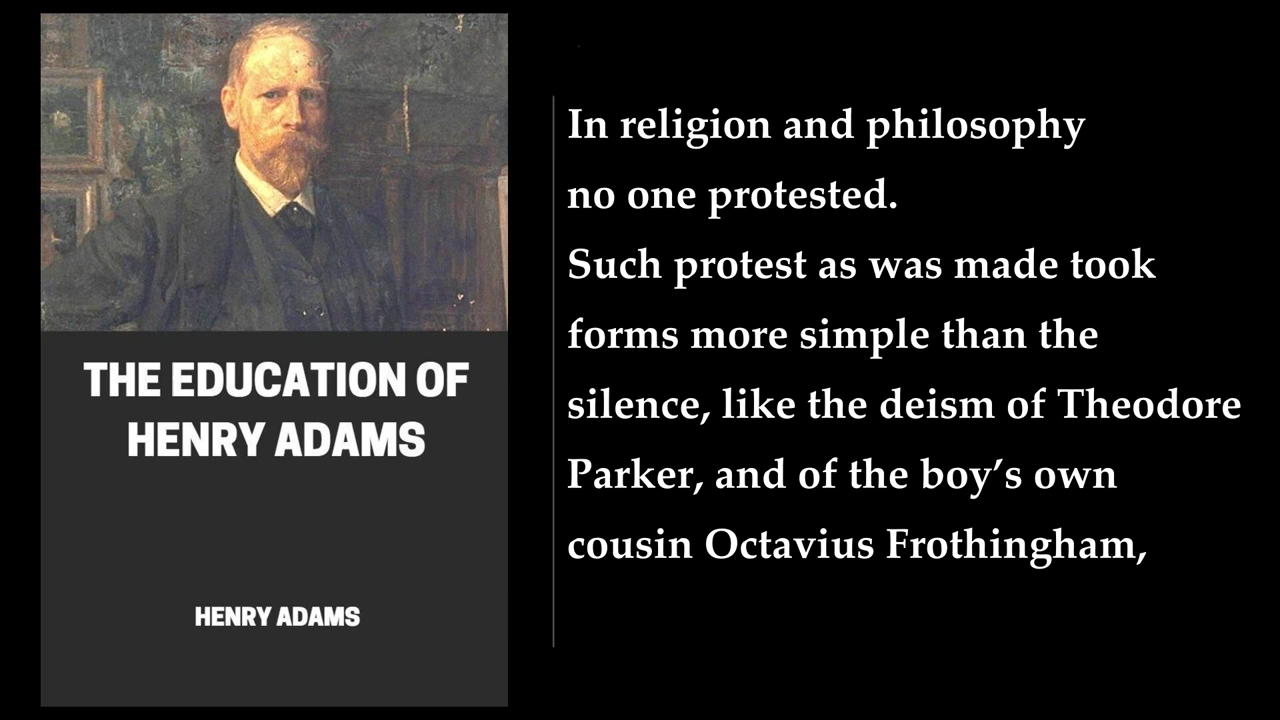 THE EDUCATION OF
HENRY ADAMS
HENRY ADAMS
In religion and philosophy
no one protested.
Such protest as was made took
forms more simple than the
silence, like the deism of Theodore
Parker, and of the boy’s own
cousin Octavius Frothingham,